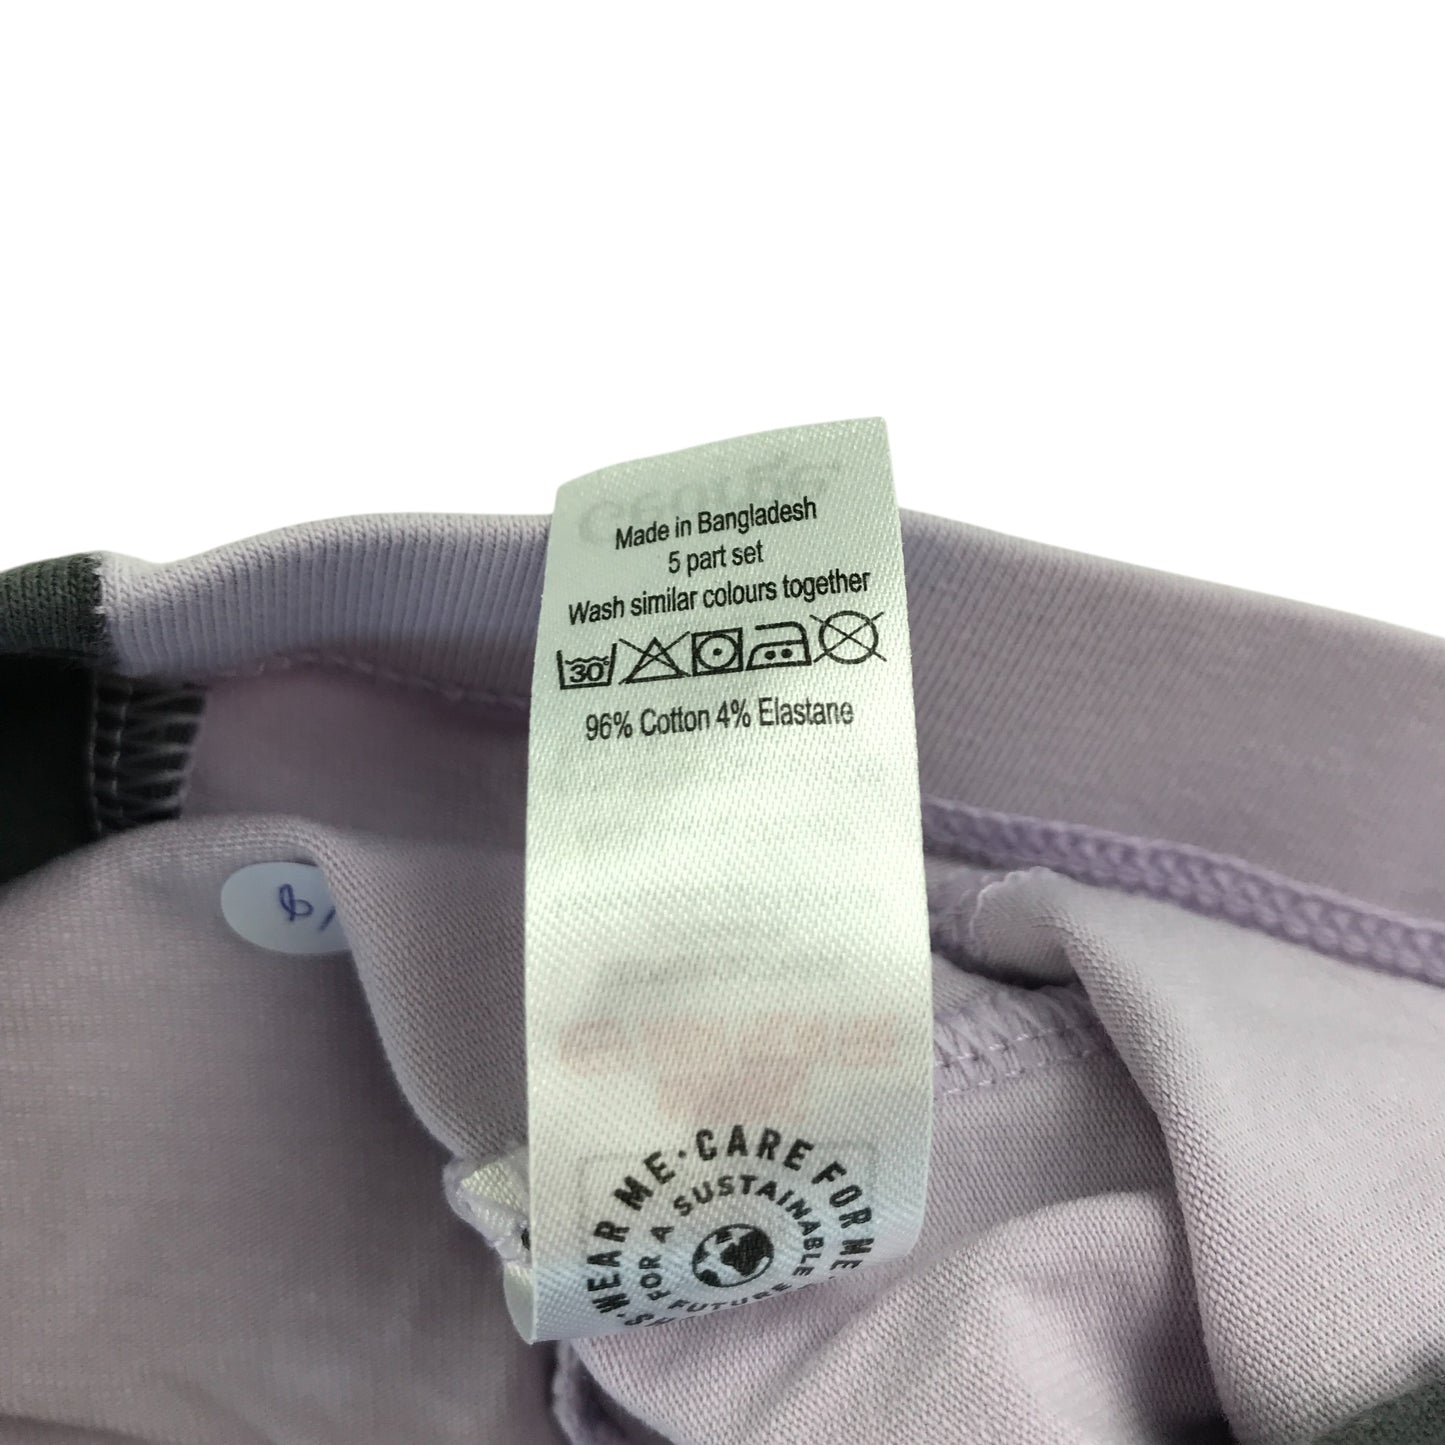 Made in Bangladesh
5 part set
Wash similar colours together
30
96% Cotton 4% Elastane
WEAR ME · CARE FOR ME
FOR A SUSTAINABLE FUTURE